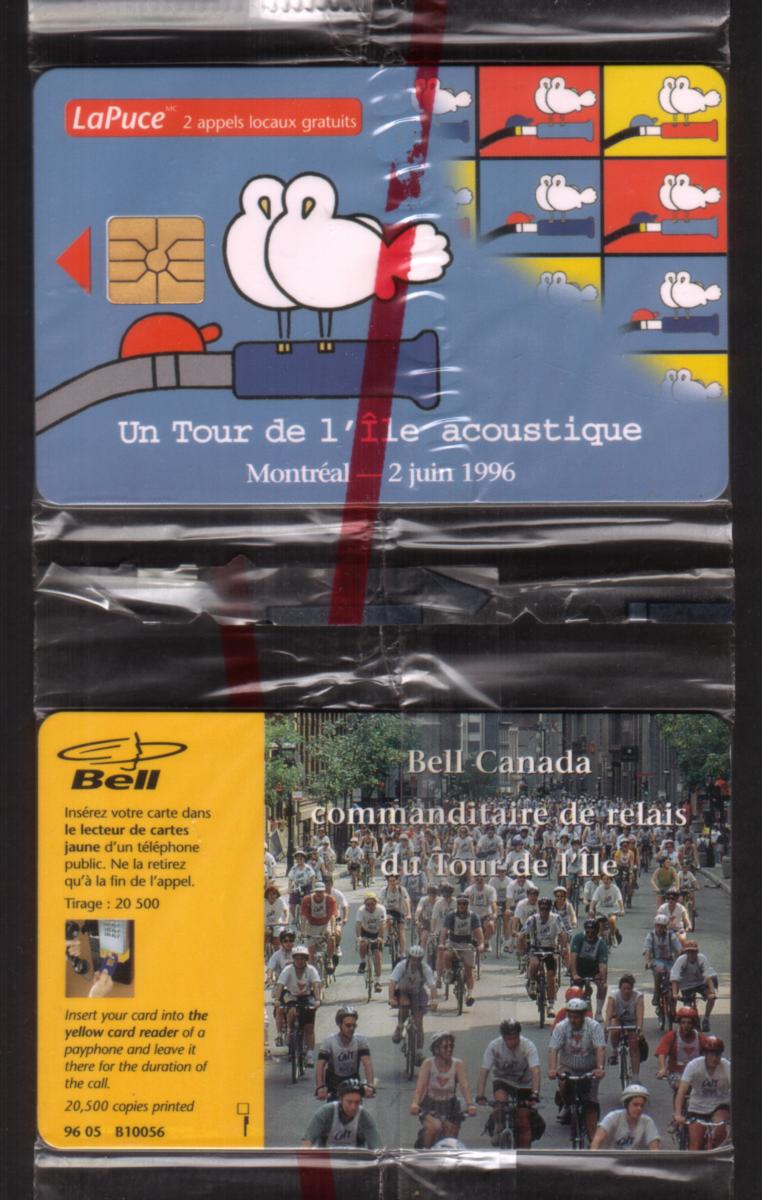 LaPuce MC 2 appels locaux gratuits
Un Tour de l'Île acoustique
Montréal — 2 juin 1996
Bell
Insérez votre carte dans
le lecteur de cartes
jaune d'un téléphone
public. Ne la retirez
qu'à la fin de l'appel.
Tirage : 20 500
Insert your card into the
yellow card reader of a
payphone and leave it
there for the duration of
the call.
20,500 copies printed
96 05 B10056
Bell Canada
commanditaire de relais
du Tour de l'Île